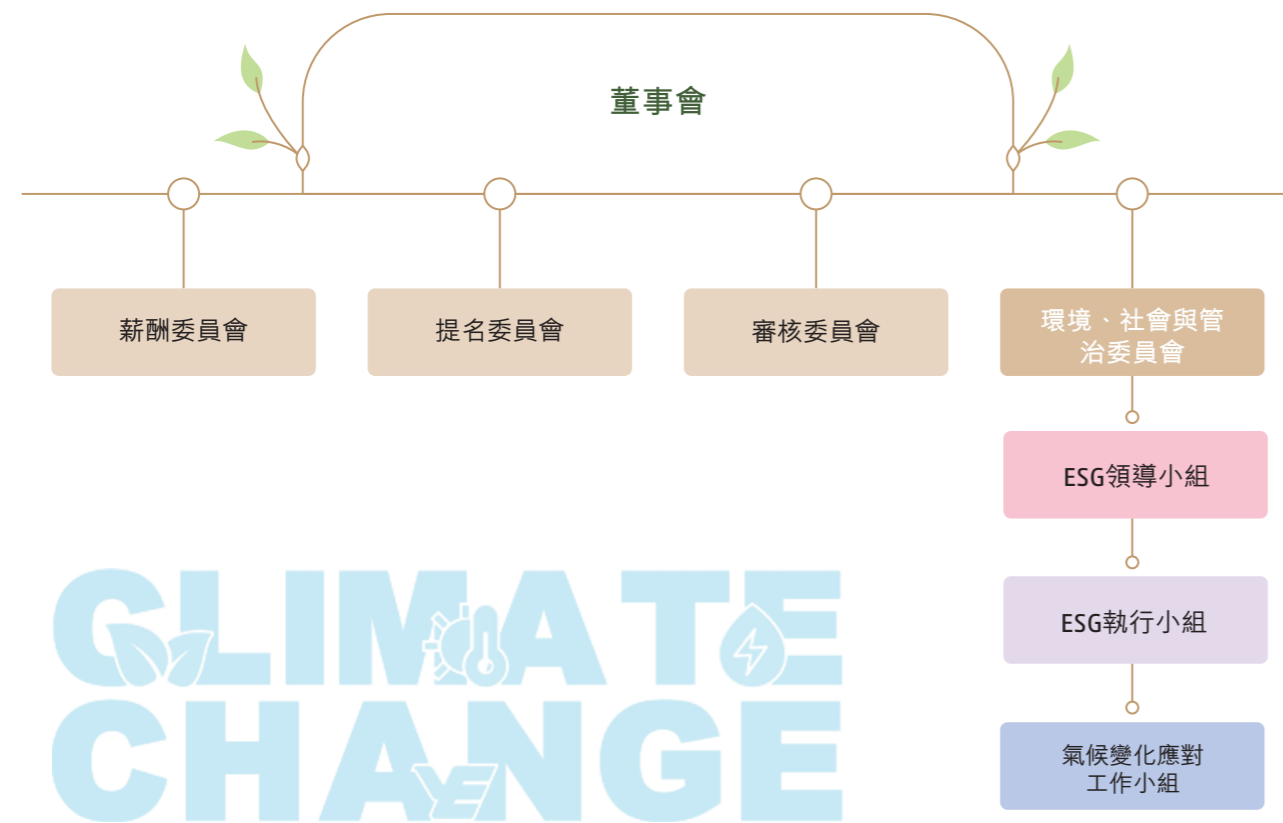 董事會
薪酬委員會
提名委員會
審核委員會
環境、社會與管
治委員會
ESG領導小組
ESG執行小組
氣候變化應對
工作小組
CLIMATE
CHANGE